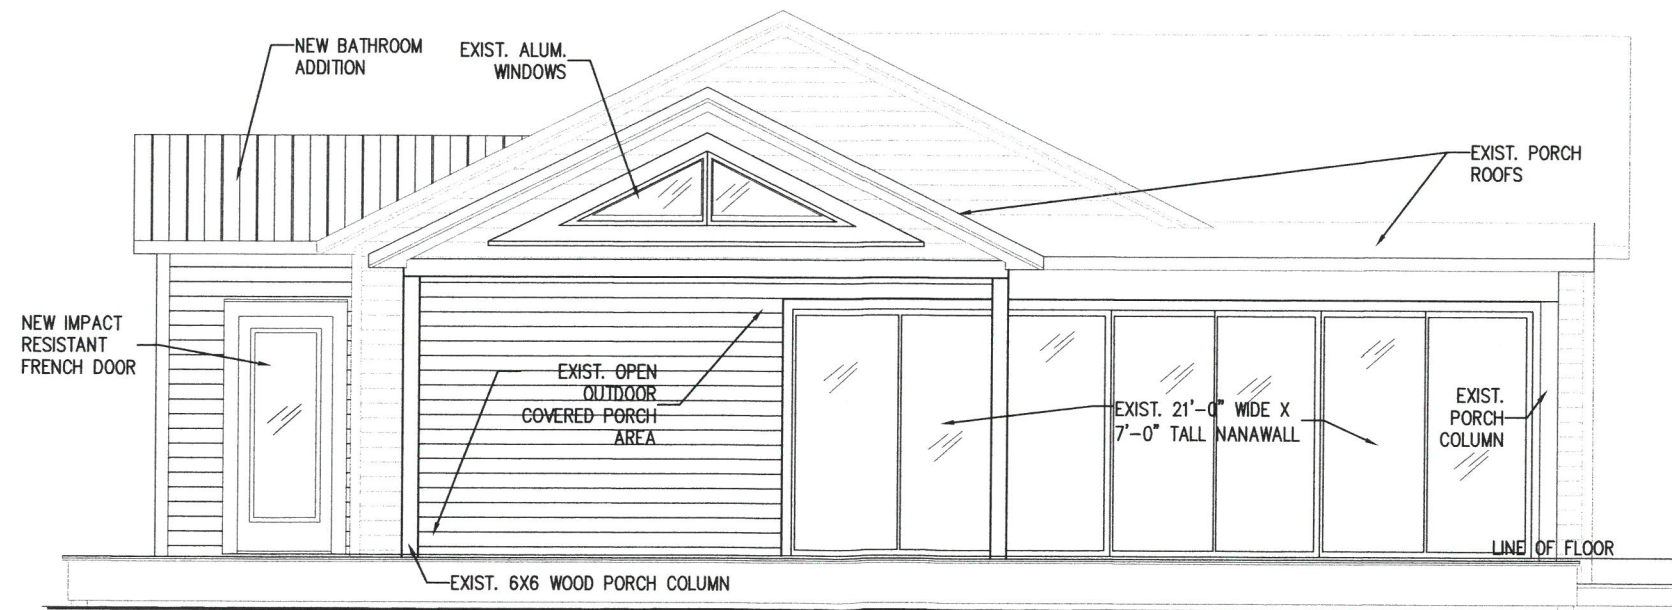 NEW BATHROOM
ADDITION
EXIST. ALUM.
WINDOWS
EXIST. PORCH
ROOFS
NEW IMPACT
RESISTANT
FRENCH DOOR
EXIST. OPEN
OUTDOOR
COVERED PORCH
AREA
EXIST. 21'-0" WIDE X
7'-0" TALL NANAWALL
EXIST.
PORCH
COLUMN
LINE OF FLOOR
EXIST. 6X6 WOOD PORCH COLUMN